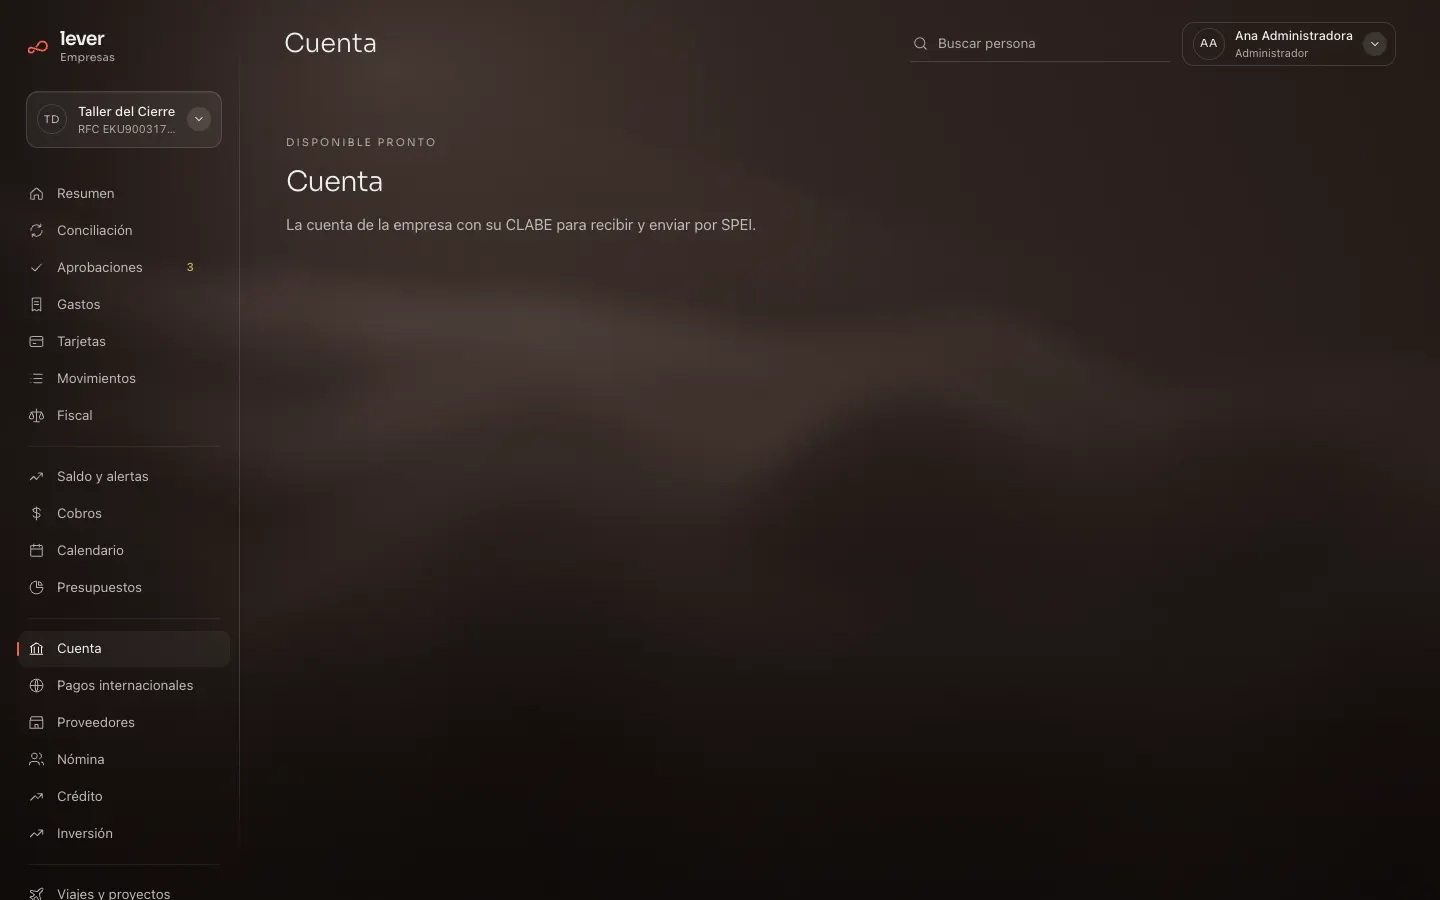 lever
Empresas
Cuenta
Buscar persona
AA
Ana Administradora
Administrador
TD
Taller del Cierre
RFC EKU900317...
DISPONIBLE PRONTO
Cuenta
La cuenta de la empresa con su CLABE para recibir y enviar por SPEI.
Resumen
Conciliación
Aprobaciones 3
Gastos
Tarjetas
Movimientos
Fiscal
Saldo y alertas
Cobros
Calendario
Presupuestos
Cuenta
Pagos internacionales
Proveedores
Nómina
Crédito
Inversión
Viajes y proyectos